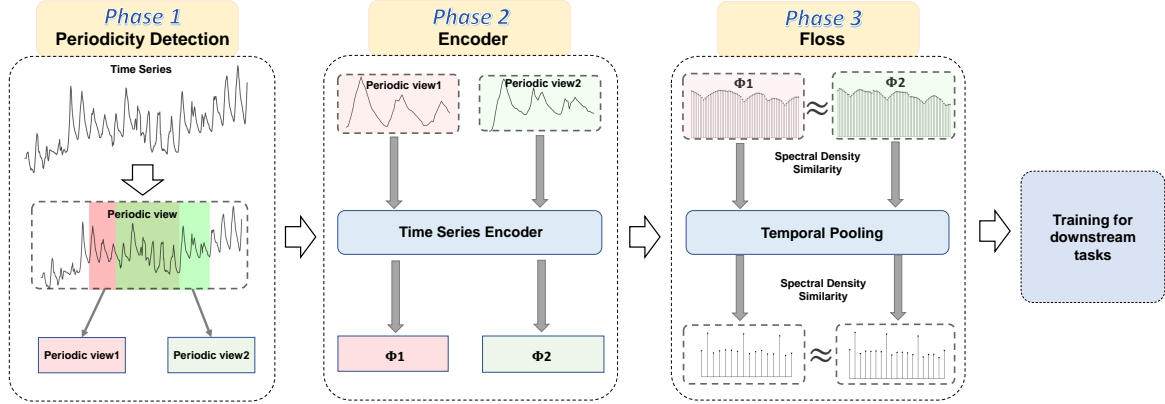 Phase 1
Periodicity Detection
Time Series
Periodic view
Periodic view1
Periodic view2
Phase 2
Encoder
Periodic view1
Periodic view2
Time Series Encoder
Φ1
Φ2
Phase 3
Floss
Φ1
≈
Φ2
Spectral Density
Similarity
Temporal Pooling
Spectral Density
Similarity
≈
Training for
downstream
tasks